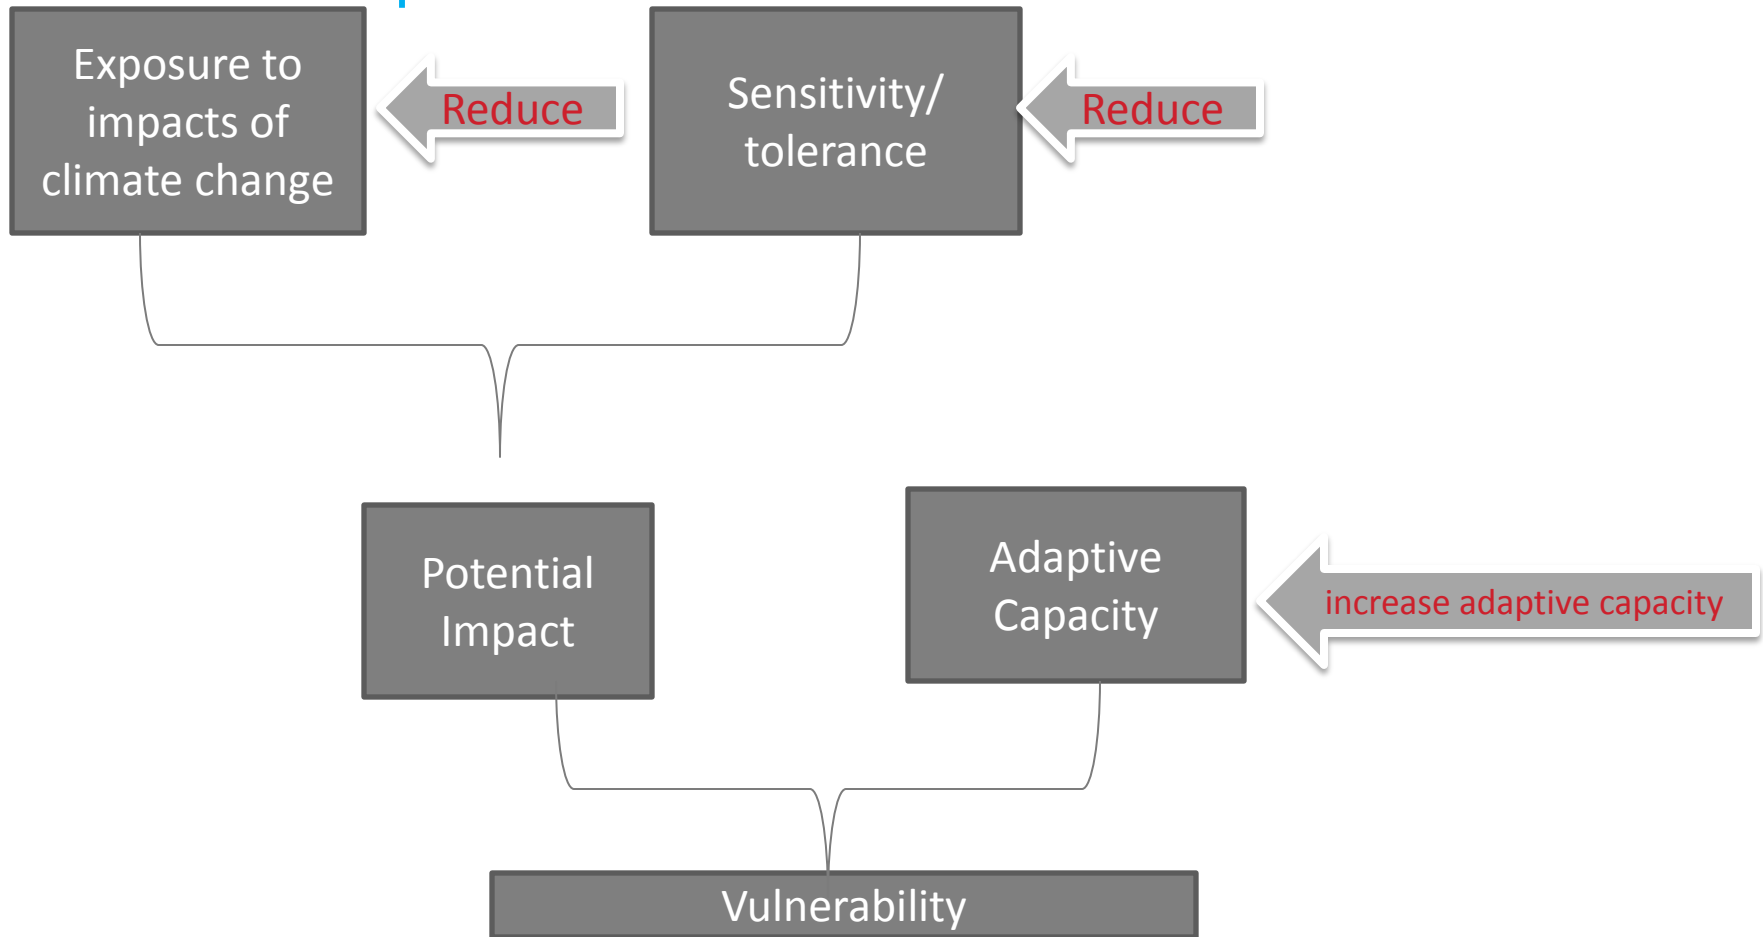 Exposure to
impacts of
climate change
Reduce
Sensitivity/
tolerance
Reduce
Potential
Impact
Adaptive
Capacity
increase adaptive capacity
Vulnerability